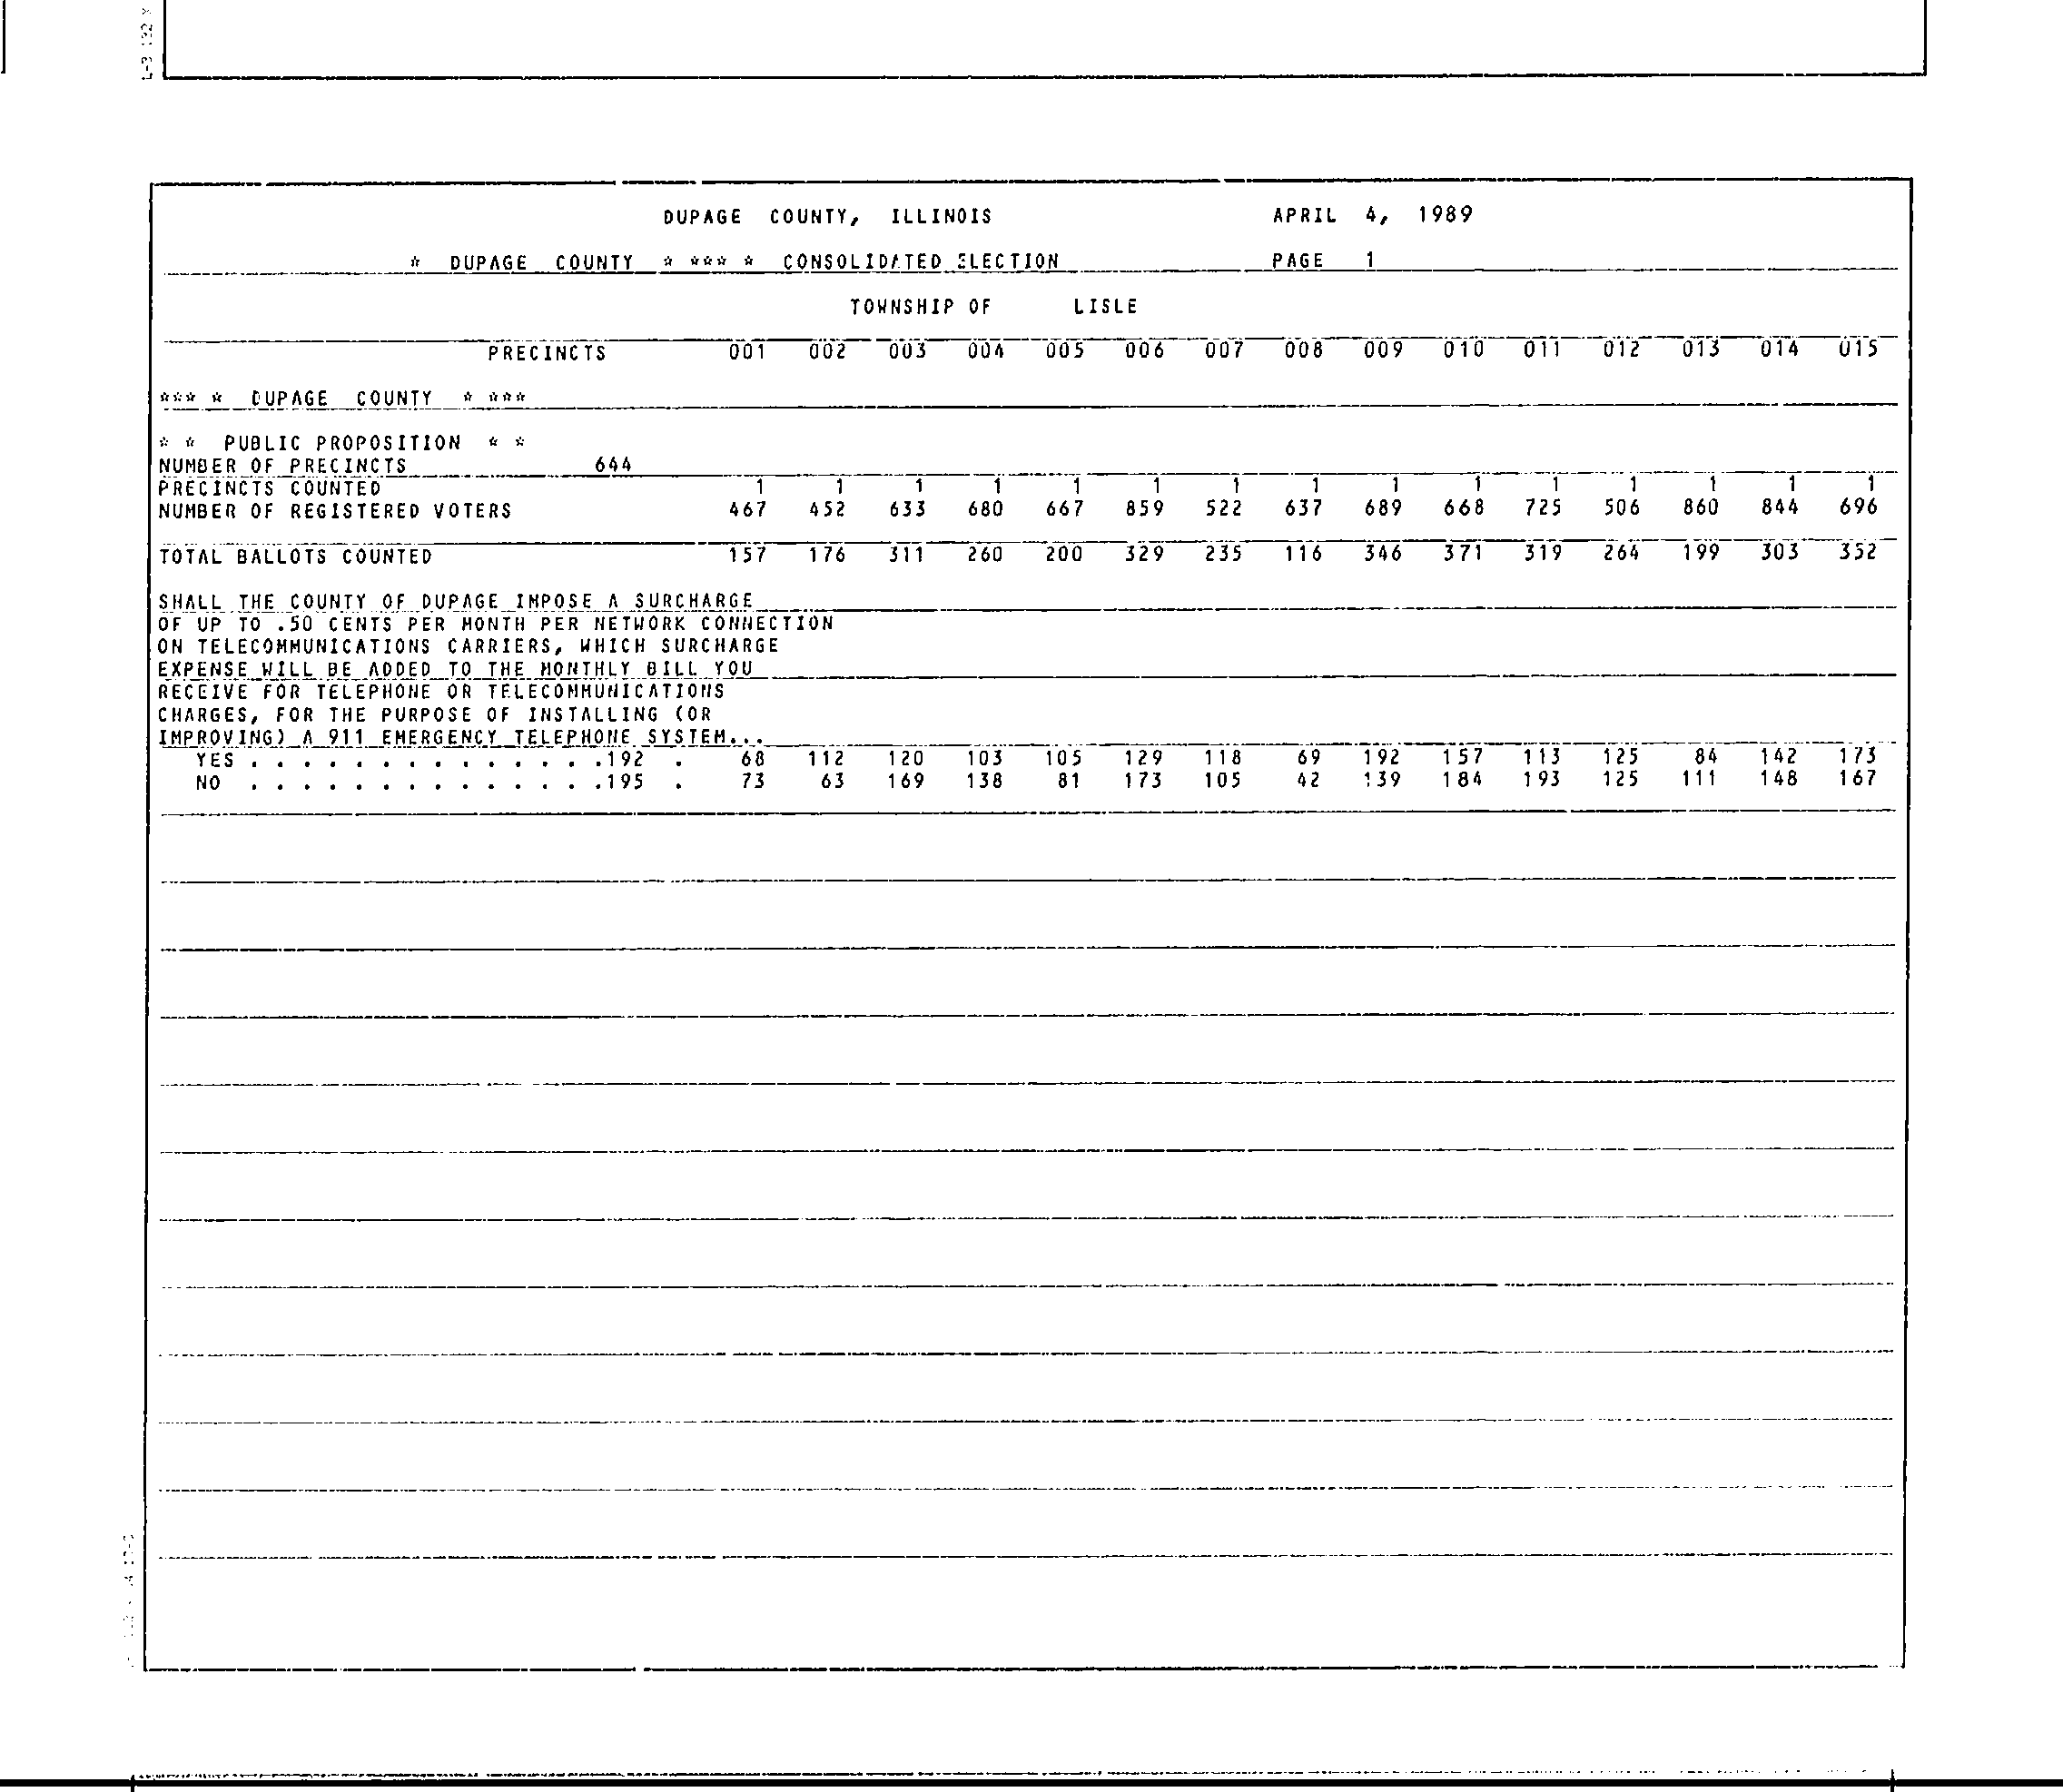 DUPAGE COUNTY, ILLINOIS APRIL 4, 1989
* DUPAGE COUNTY * *** * CONSOLIDATED ELECTION PAGE 1
TOWNSHIP OF LISLE
PRECINCTS 001 002 003 004 005 006 007 008 009 010 011 012 013 014 015
*** * DUPAGE COUNTY * ***
* * PUBLIC PROPOSITION * *
NUMBER OF PRECINCTS 644
PRECINCTS COUNTED 1 1 1 1 1 1 1 1 1 1 1 1 1 1 1
NUMBER OF REGISTERED VOTERS 467 452 633 680 667 859 522 637 689 668 725 506 860 844 696
TOTAL BALLOTS COUNTED 157 176 311 260 200 329 235 116 346 371 319 264 199 303 352
SHALL THE COUNTY OF DUPAGE IMPOSE A SURCHARGE
OF UP TO .50 CENTS PER MONTH PER NETWORK CONNECTION
ON TELECOMMUNICATIONS CARRIERS, WHICH SURCHARGE
EXPENSE WILL BE ADDED TO THE MONTHLY BILL YOU
RECEIVE FOR TELEPHONE OR TELECOMMUNICATIONS
CHARGES, FOR THE PURPOSE OF INSTALLING (OR
IMPROVING) A 911 EMERGENCY TELEPHONE SYSTEM...
YES . . . . . . . . . . . . . .192 . 68 112 120 103 105 129 118 69 192 157 113 125 84 142 173
NO . . . . . . . . . . . . . .195 . 73 63 169 138 81 173 105 42 139 184 193 125 111 148 167